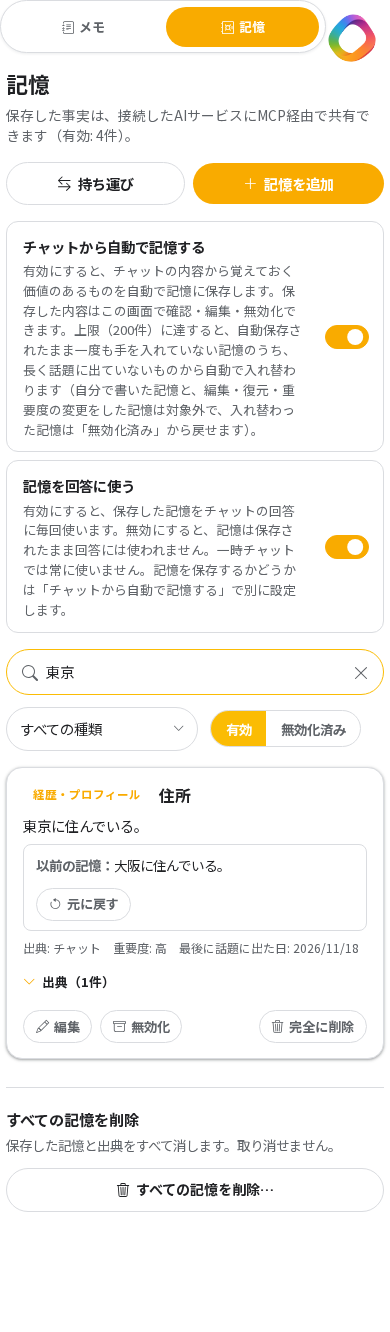 メモ
記憶
記憶
保存した事実は、接続したAIサービスにMCP経由で共有で
きます（有効: 4件）。
持ち運び
記憶を追加
チャットから自動で記憶する
有効にすると、チャットの内容から覚えておく
価値のあるものを自動で記憶に保存します。保
存した内容はこの画面で確認・編集・無効化で
きます。上限（200件）に達すると、自動保存さ
れたまま一度も手を入れていない記憶のうち、
長く話題に出ていないものから自動で入れ替わ
ります（自分で書いた記憶と、編集・復元・重
要度の変更をした記憶は対象外で、入れ替わっ
た記憶は「無効化済み」から戻せます）。
記憶を回答に使う
有効にすると、保存した記憶をチャットの回答
に毎回使います。無効にすると、記憶は保存さ
れたまま回答には使われません。一時チャット
では常に使いません。記憶を保存するかどうか
は「チャットから自動で記憶する」で別に設定
します。
東京
すべての種類
有効
無効化済み
経歴・プロフィール
住所
東京に住んでいる。
以前の記憶：大阪に住んでいる。
元に戻す
出典: チャット 重要度: 高 最後に話題に出た日: 2026/11/18
出典（1件）
編集
無効化
完全に削除
すべての記憶を削除
保存した記憶と出典をすべて消します。取り消せません。
すべての記憶を削除…